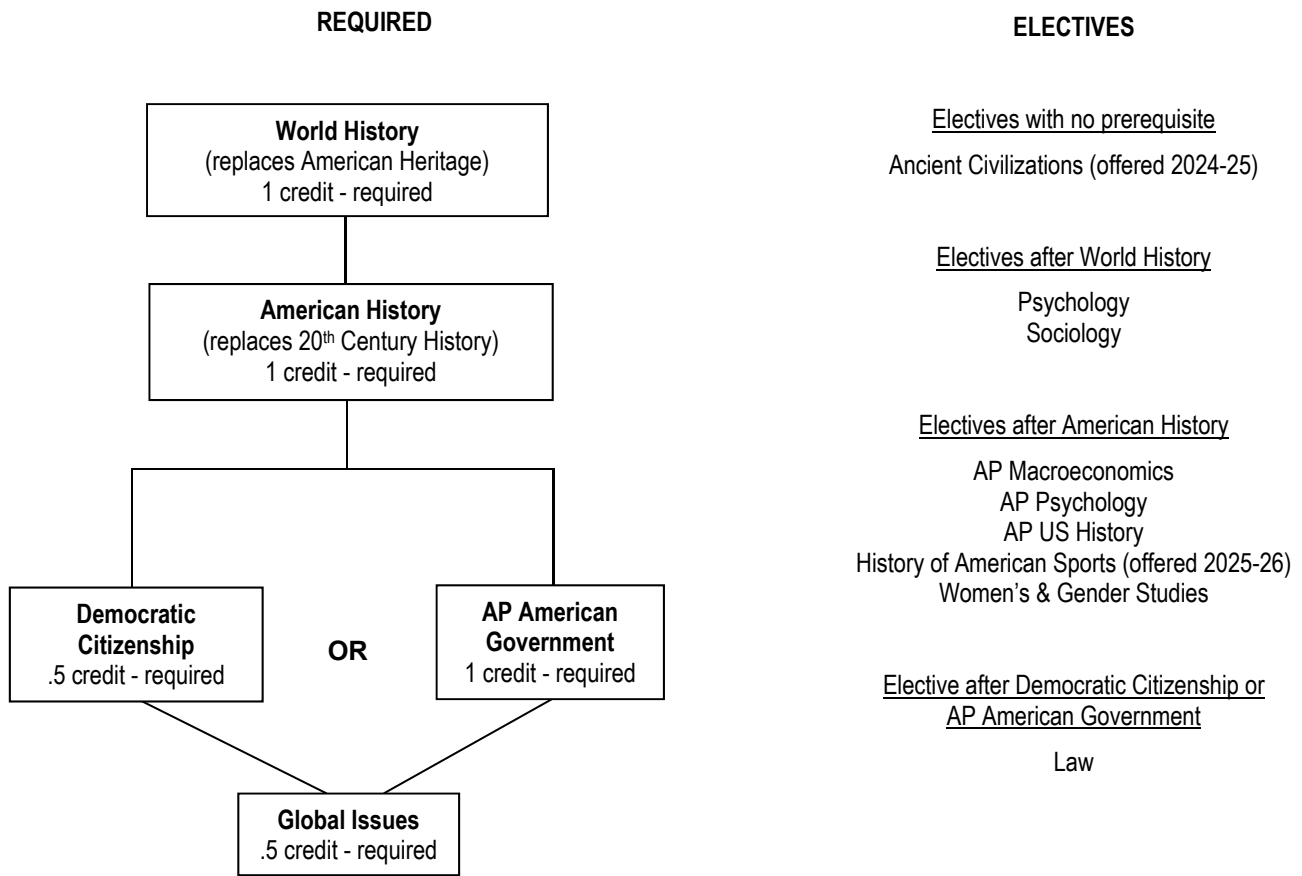 REQUIRED
World History
(replaces American Heritage)
1 credit - required
American History
(replaces 20th Century History)
1 credit - required
Democratic
Citizenship
.5 credit - required
OR
AP American
Government
1 credit - required
Global Issues
.5 credit - required
ELECTIVES
Electives with no prerequisite
Ancient Civilizations (offered 2024-25)
Electives after World History
Psychology
Sociology
Electives after American History
AP Macroeconomics
AP Psychology
AP US History
History of American Sports (offered 2025-26)
Women’s & Gender Studies
Elective after Democratic Citizenship or
AP American Government
Law